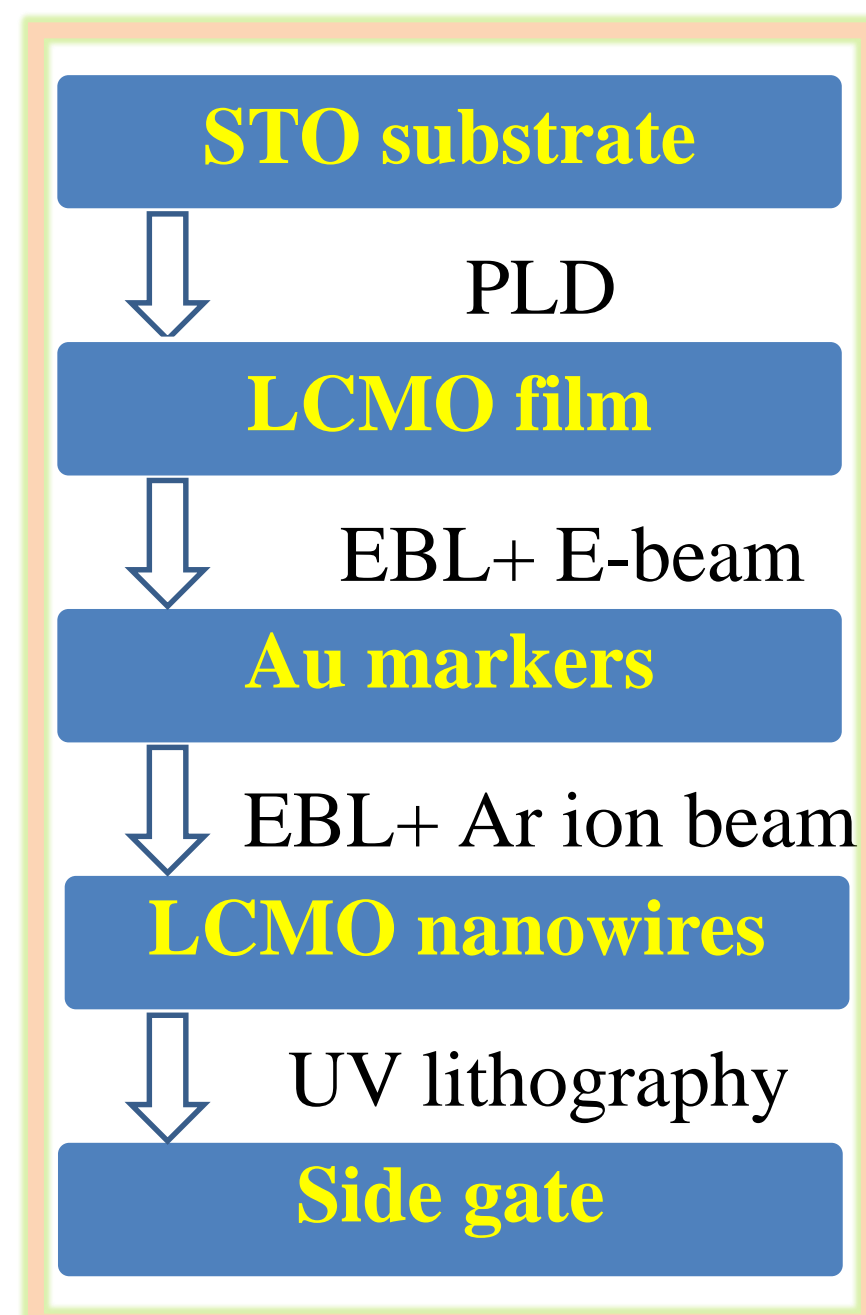 STO substrate
PLD
LCMO film
EBL+ E-beam
Au markers
EBL+ Ar ion beam
LCMO nanowires
UV lithography
Side gate